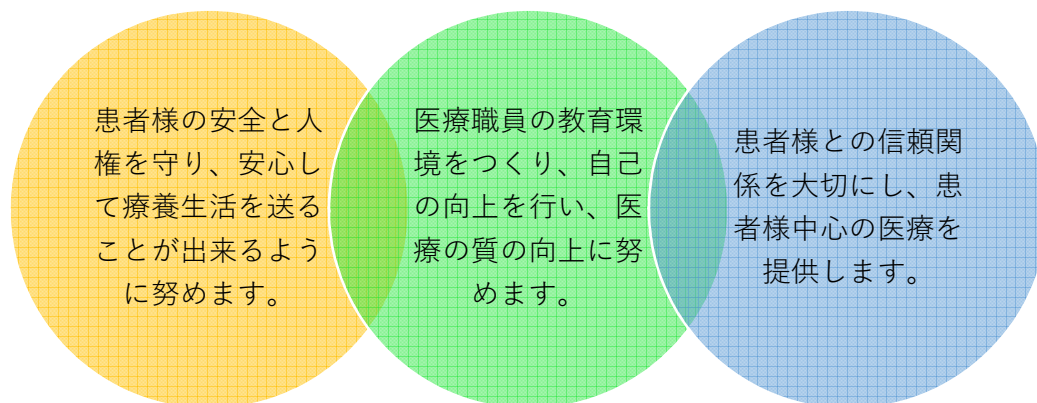 患者様の安全と人
権を守り、安心し
て療養生活を送る
ことが出来るよう
に努めます。
医療職員の教育環
境をつくり、自己
の向上を行い、医
療の質の向上に努
めます。
患者様との信頼関
係を大切にし、患
者様中心の医療を
提供します。